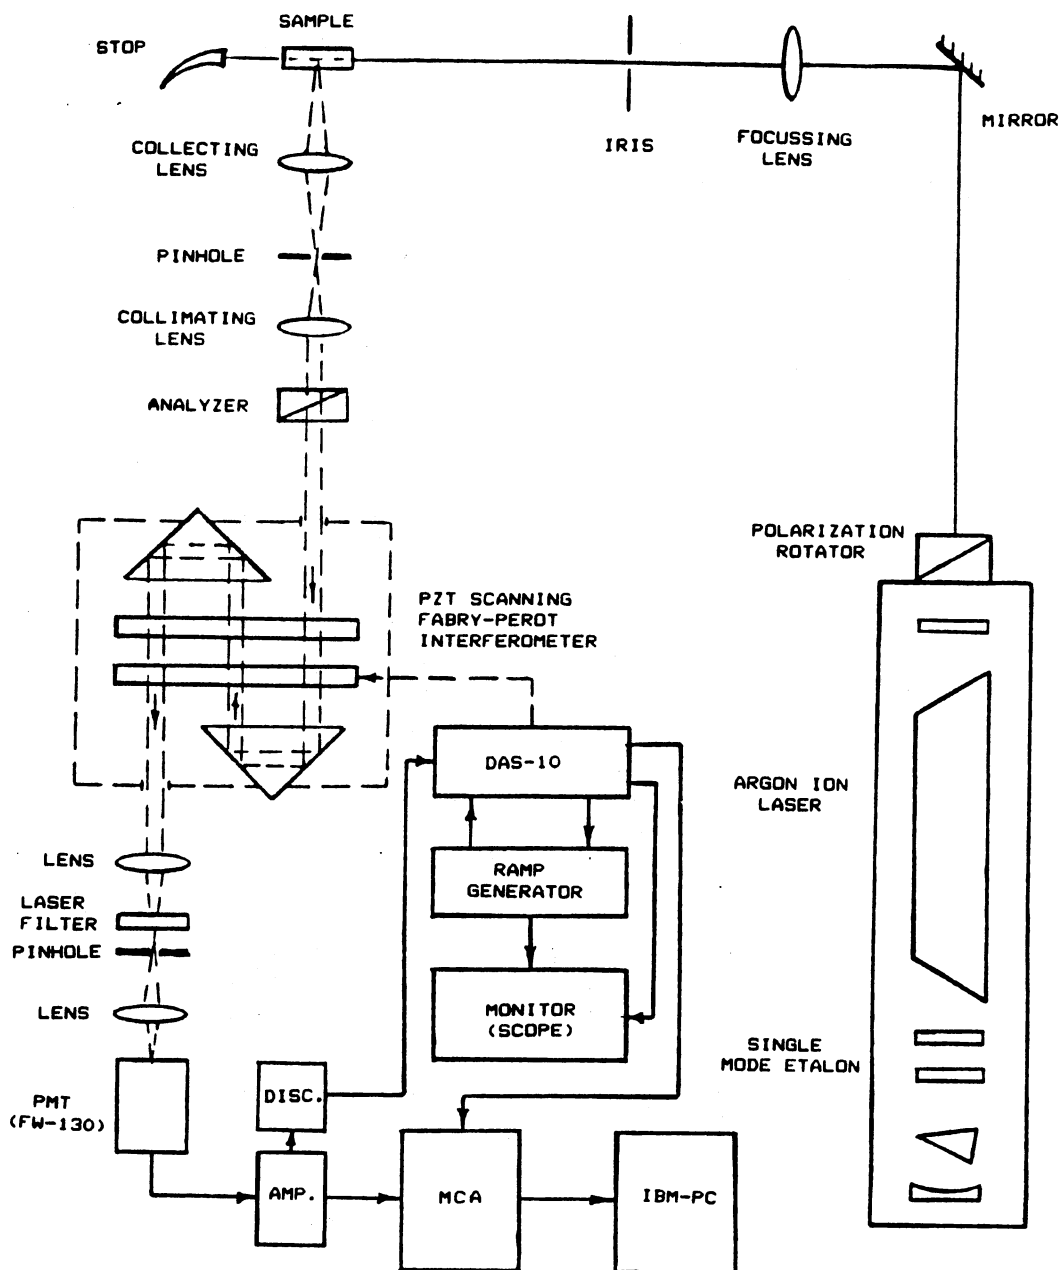 SAMPLE
STOP
MIRROR
COLLECTING
LENS
IRIS
FOCUSSING
LENS
PINHOLE
COLLIMATING
LENS
ANALYZER
POLARIZATION
ROTATOR
PZT SCANNING
FABRY-PEROT
INTERFEROMETER
DAS-10
ARGON ION
LASER
LENS
RAMP
GENERATOR
LASER
FILTER
PINHOLE
LENS
MONITOR
(SCOPE)
SINGLE
MODE ETALON
PMT
(FW-130)
DISC.
AMP.
MCA
IBM-PC